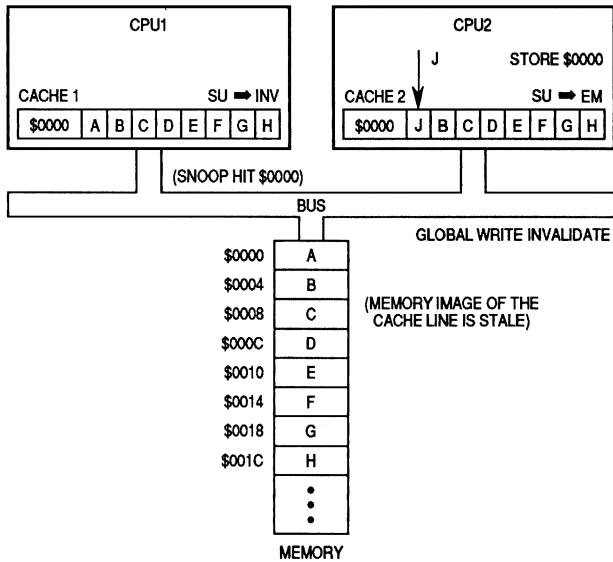 CPU1
CPU2
J STORE $0000
CACHE 1 SU ➡ INV
CACHE 2 SU ➡ EM
$0000 A B C D E F G H
$0000 J B C D E F G H
(SNOOP HIT $0000)
BUS
GLOBAL WRITE INVALIDATE
$0000 A
$0004 B
$0008 C
$000C D
$0010 E
$0014 F
$0018 G
$001C H
(MEMORY IMAGE OF THE
CACHE LINE IS STALE)
MEMORY